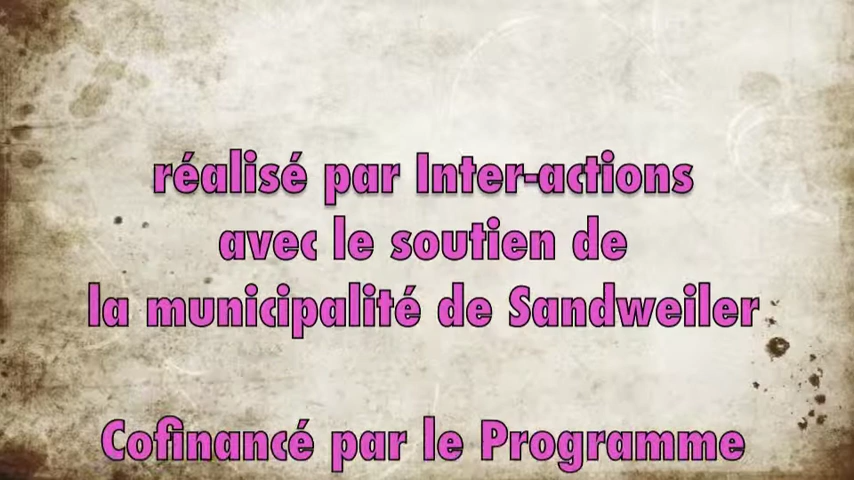 réalisé par Inter-actions
avec le soutien de
la municipalité de Sandweiler
Cofinancé par le Programme